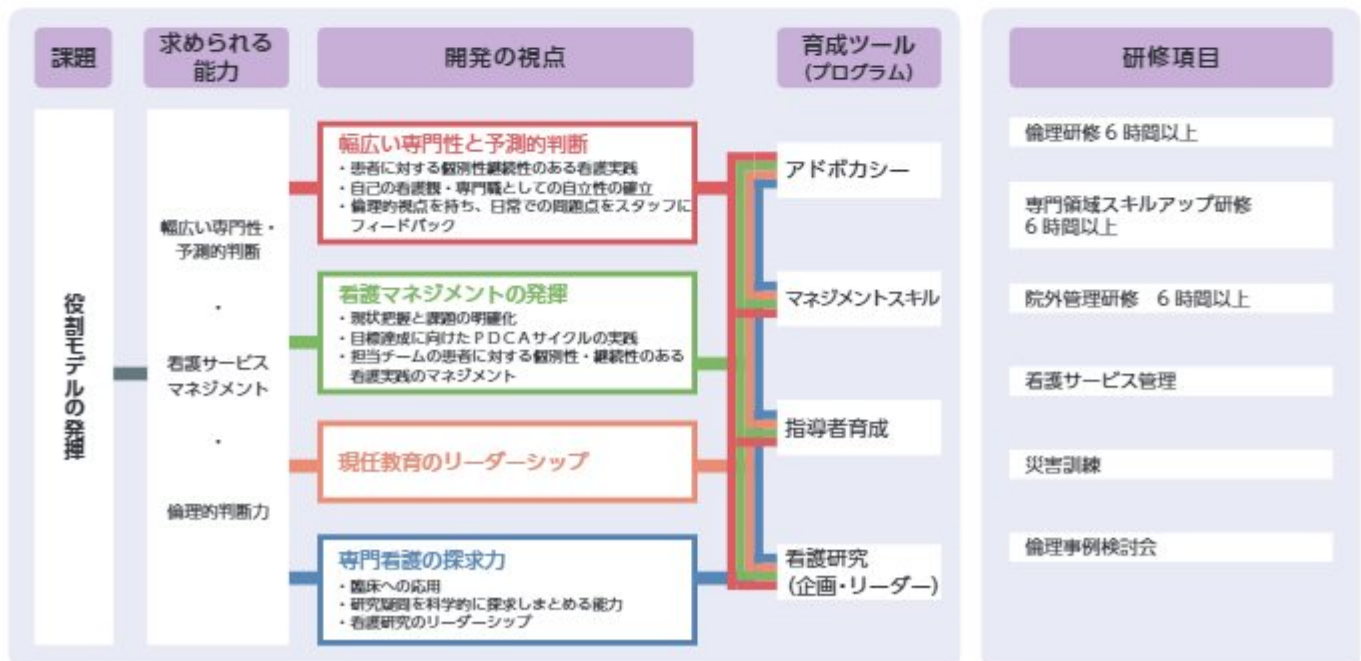 課題
求められる
能力
開発の視点
育成ツール
(プログラム)
研修項目
役割モデルの発揮
幅広い専門性・
予測的判断
・
看護サービス
マネジメント
・
倫理的判断力
幅広い専門性と予測的判断
・患者に対する個別性継続性のある看護実践
・自己の看護観・専門職としての自立性の確立
・倫理的視点を持ち、日常での問題点をスタッフに
フィードバック
看護マネジメントの発揮
・現状把握と課題の明確化
・目標達成に向けたPDCAサイクルの実践
・担当チームの患者に対する個別性・継続性のある
看護実践のマネジメント
現任教育のリーダーシップ
専門看護の探求力
・臨床への応用
・研究疑問を科学的に探求しまとめる能力
・看護研究のリーダーシップ
アドボカシー
マネジメントスキル
指導者育成
看護研究
(企画・リーダー)
倫理研修6時間以上
専門領域スキルアップ研修
6時間以上
院外管理研修 6時間以上
看護サービス管理
災害訓練
倫理事例検討会